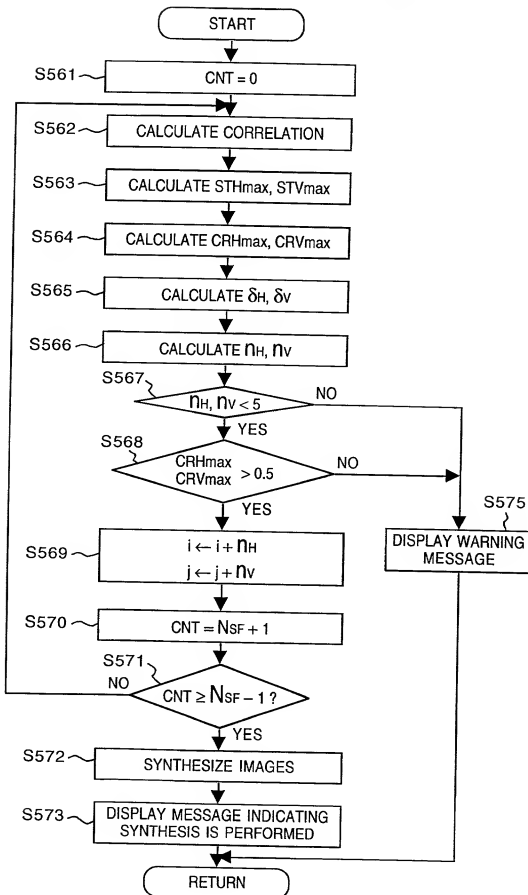 START
S561
CNT = 0
S562
CALCULATE CORRELATION
S563
CALCULATE STHmax, STVmax
S564
CALCULATE CRHmax, CRVmax
S565
CALCULATE δH, δV
S566
CALCULATE nH, nV
S567
nH, nV < 5
NO
YES
S568
CRHmax
CRVmax > 0.5
NO
YES
S575
DISPLAY WARNING
MESSAGE
S569
i ← i + nH
j ← j + nV
S570
CNT = NSF + 1
S571
NO
CNT ≥ NSF − 1 ?
YES
S572
SYNTHESIZE IMAGES
S573
DISPLAY MESSAGE INDICATING
SYNTHESIS IS PERFORMED
RETURN